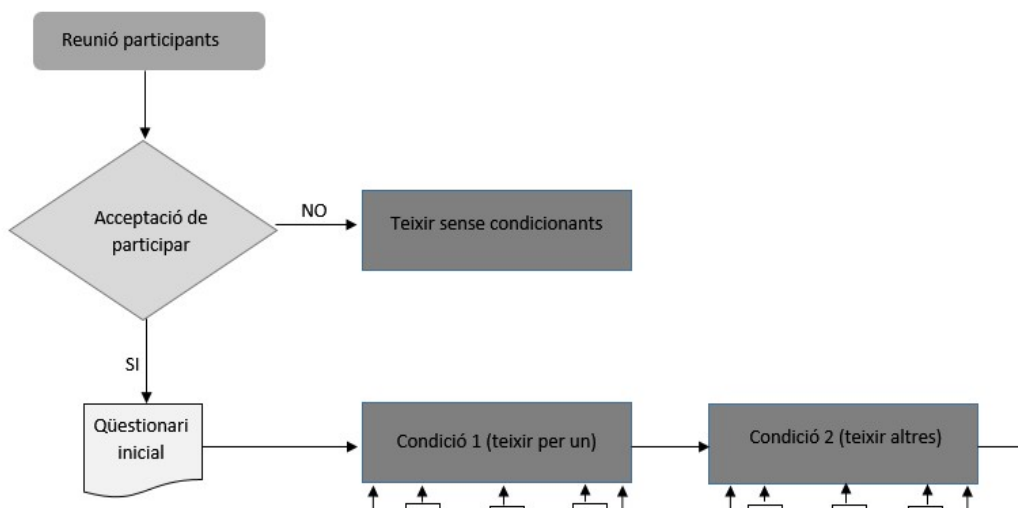 Reunió participants
Acceptació de
participar
NO
Teixir sense condicionants
SI
Qüestionari
inicial
Condició 1 (teixir per un)
Condició 2 (teixir altres)